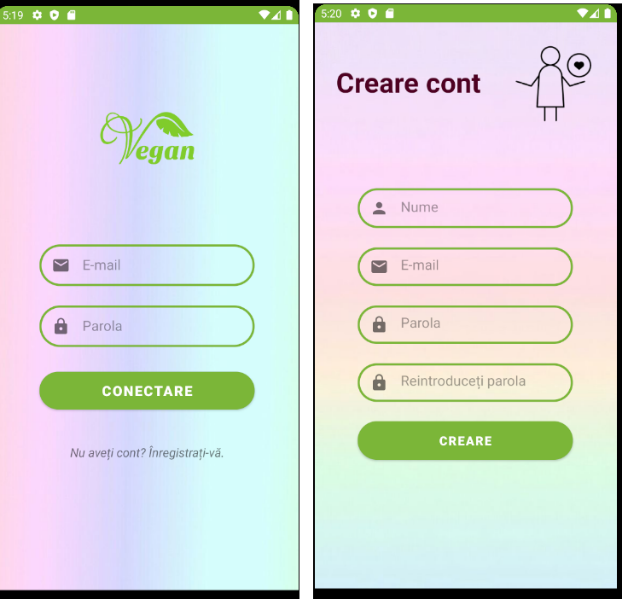 5:19
Vegan
E-mail
Parola
CONECTARE
Nu aveți cont? Înregistrați-vă.
5:20
Creare cont
Nume
E-mail
Parola
Reintroduceți parola
CREARE